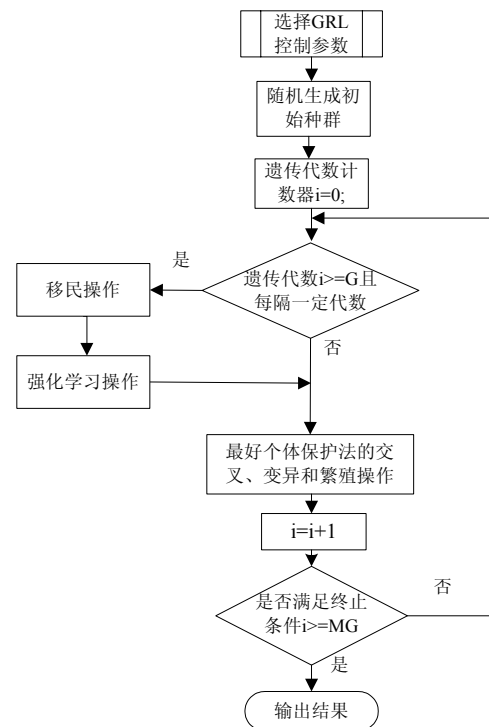 选择GRL
控制参数
随机生成初
始种群
遗传代数计
数器i=0;
是
遗传代数i>=G且
每隔一定代数
移民操作
否
强化学习操作
最好个体保护法的交
叉、变异和繁殖操作
i=i+1
否
是否满足终止
条件i>=MG
是
输出结果